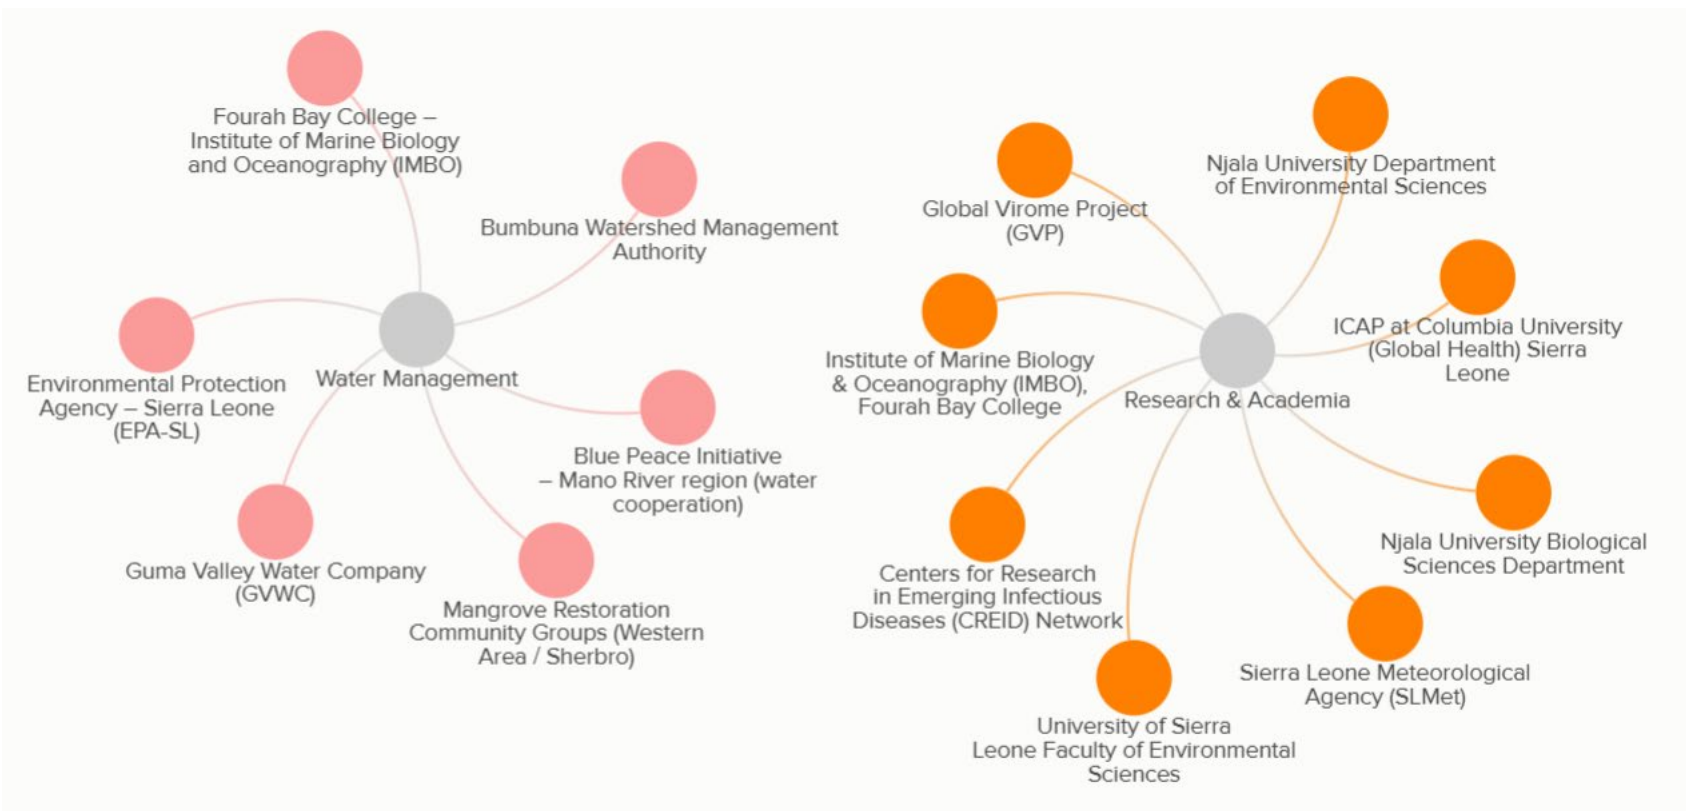 Fourah Bay College –
Institute of Marine Biology
and Oceanography (IMBO)
Bumbuna Watershed Management
Authority
Environmental Protection
Agency – Sierra Leone
(EPA-SL)
Water Management
Blue Peace Initiative
– Mano River region (water
cooperation)
Guma Valley Water Company
(GVWC)
Mangrove Restoration
Community Groups (Western
Area / Sherbro)
Njala University Department
of Environmental Sciences
Global Virome Project
(GVP)
ICAP at Columbia University
(Global Health) Sierra
Leone
Institute of Marine Biology
& Oceanography (IMBO),
Fourah Bay College
Research & Academia
Njala University Biological
Sciences Department
Centers for Research
in Emerging Infectious
Diseases (CREID) Network
Sierra Leone Meteorological
Agency (SLMet)
University of Sierra
Leone Faculty of Environmental
Sciences